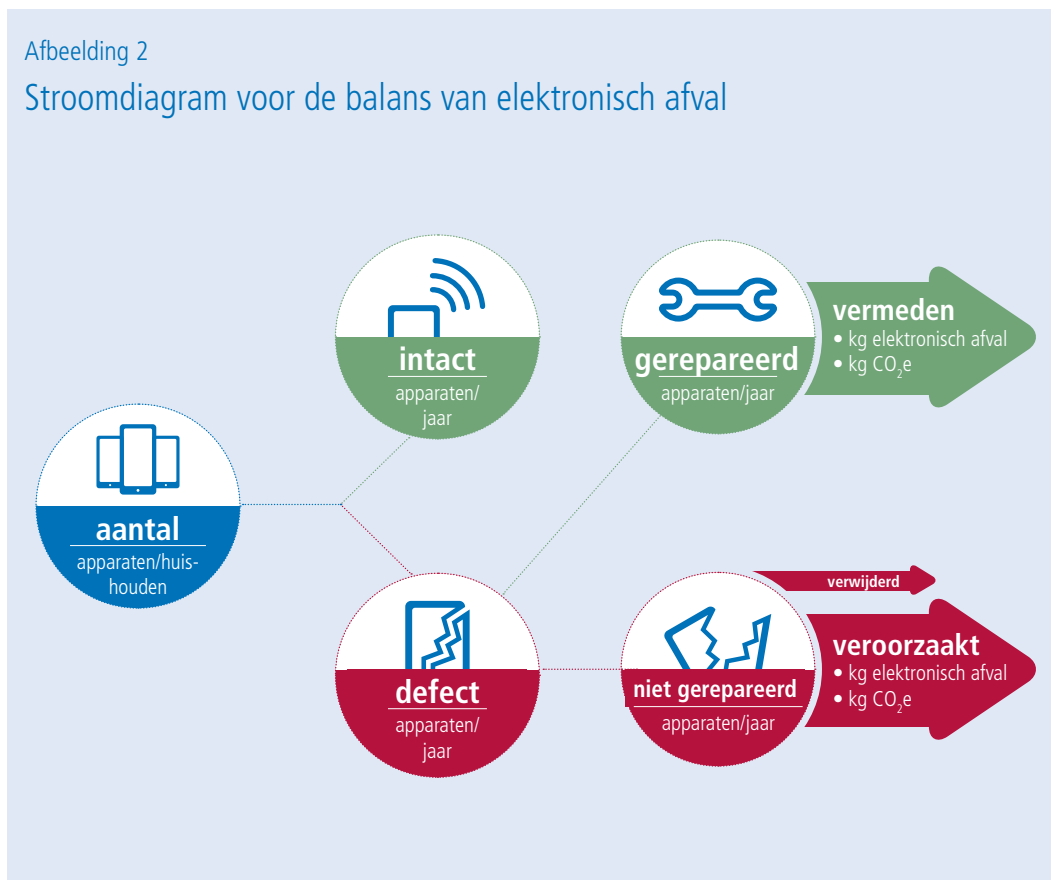 Afbeelding 2
Stroomdiagram voor de balans van elektronisch afval
aantal
apparaten/huis-
houden
intact
apparaten/
jaar
defect
apparaten/
jaar
gerepareerd
apparaten/jaar
vermeden
• kg elektronisch afval
• kg CO₂e
niet gerepareerd
apparaten/jaar
verwijderd
veroorzaakt
• kg elektronisch afval
• kg CO₂e